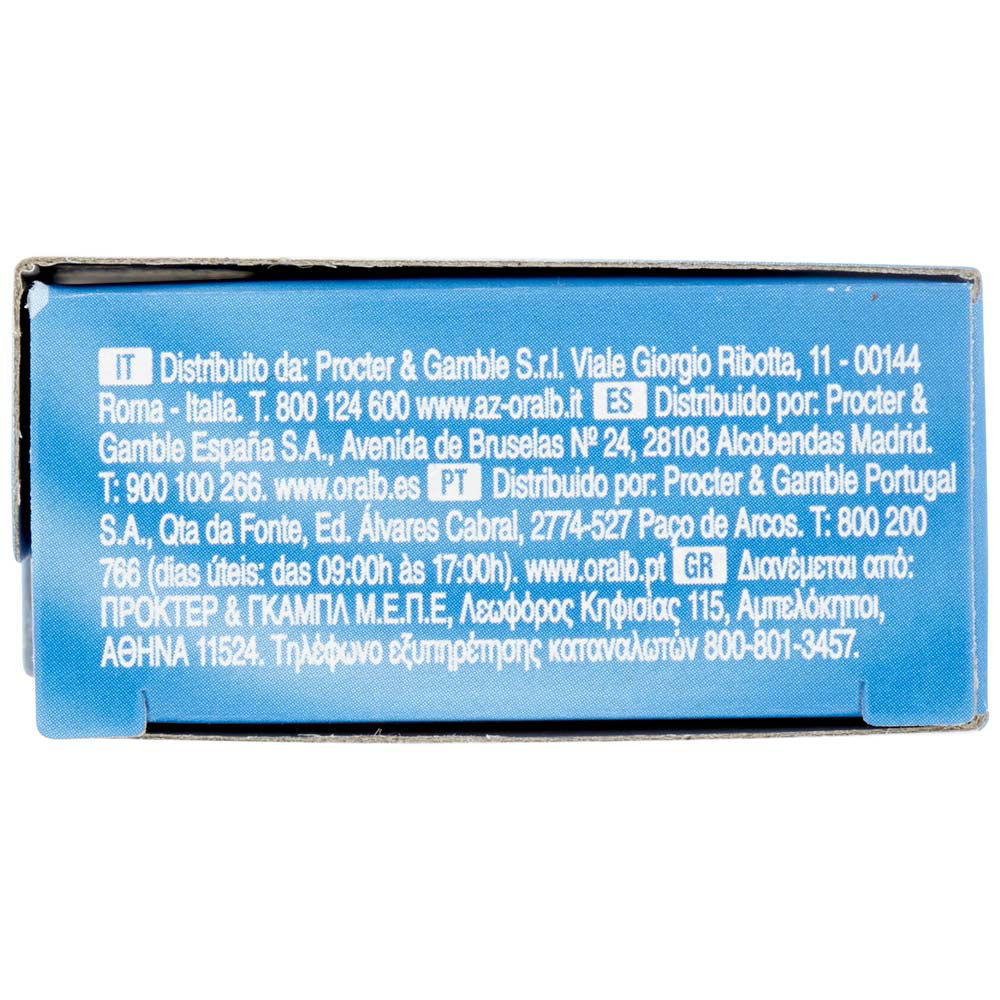 IT Distribuito da: Procter & Gamble S.r.l. Viale Giorgio Ribotta, 11 - 00144
Roma - Italia. T. 800 124 600 www.az-oralb.it ES Distribuido por: Procter &
Gamble España S.A., Avenida de Bruselas Nº 24, 28108 Alcobendas Madrid.
T: 900 100 266. www.oralb.es PT Distribuido por: Procter & Gamble Portugal
S.A., Qta da Fonte, Ed. Álvares Cabral, 2774-527 Paço de Arcos. T: 800 200
766 (dias úteis: das 09:00h às 17:00h). www.oralb.pt GR Διανέμεται από:
ΠΡΟΚΤΕΡ & ΓΚΑΜΠΛ Μ.Ε.Π.Ε, Λεωφόρος Κηφισίας 115, Αμπελόκηποι,
ΑΘΗΝΑ 11524. Τηλέφωνο εξυπηρέτησης καταναλωτών 800-801-3457.